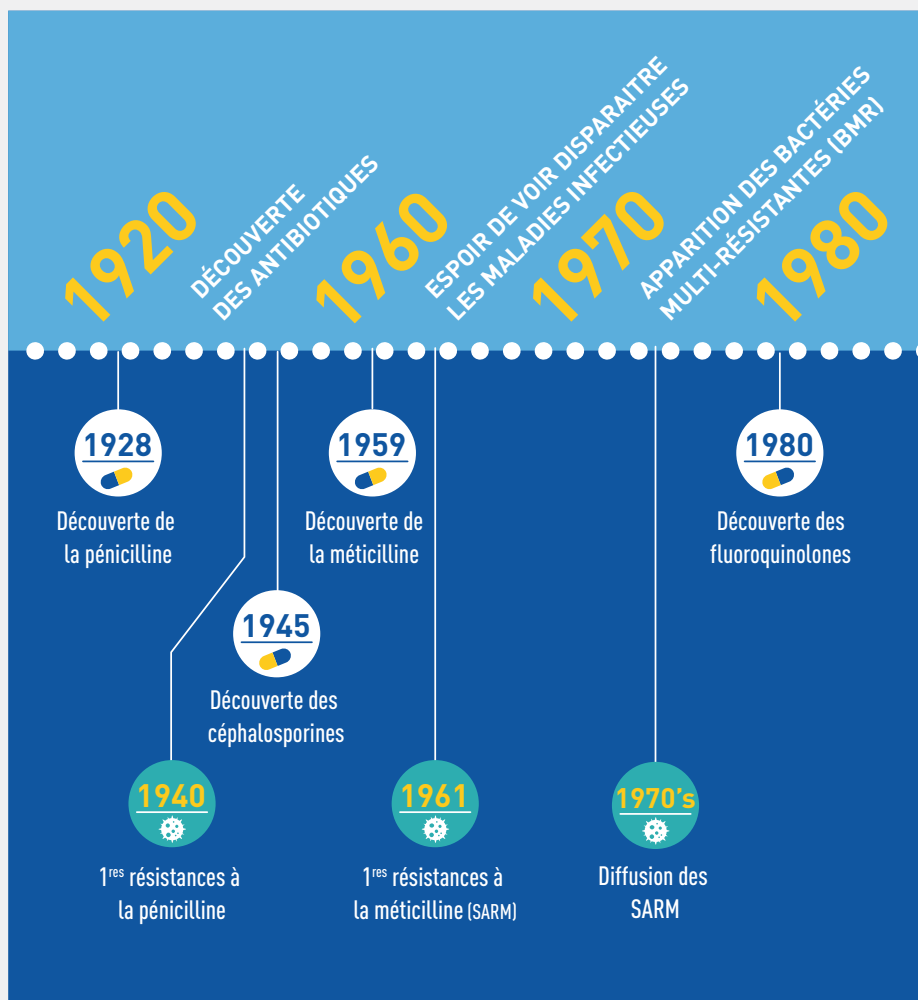 1920
DÉCOUVERTE
DES ANTIBIOTIQUES
1960
ESPOIR DE VOIR DISPARAITRE
LES MALADIES INFECTIEUSES
1970
APPARITION DES BACTÉRIES
MULTI-RÉSISTANTES (BMR)
1980
1928
Découverte de
la pénicilline
1959
Découverte de
la méticilline
1980
Découverte des
fluoroquinolones
1945
Découverte des
céphalosporines
1940
1res résistances à
la pénicilline
1961
1res résistances à
la méticilline (SARM)
1970's
Diffusion des
SARM